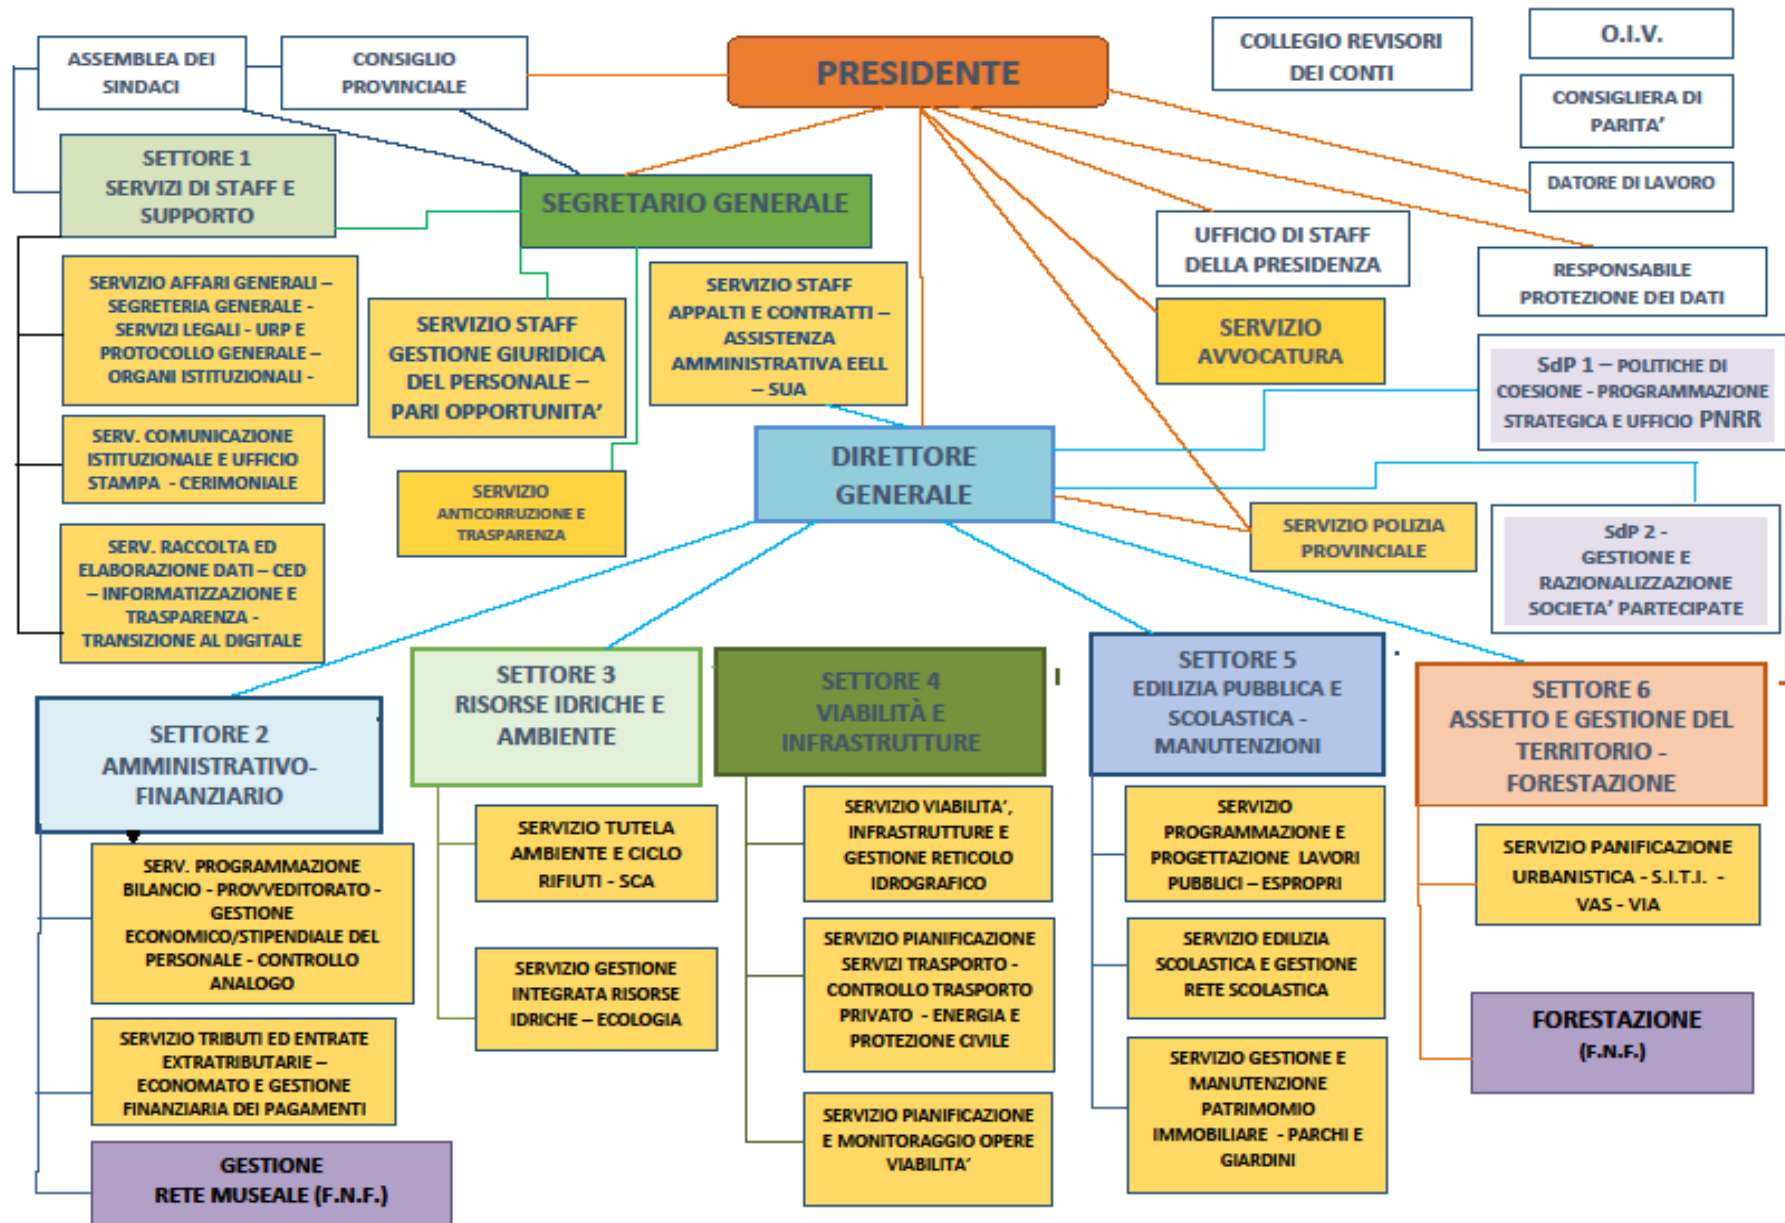 ASSEMBLEA DEI
SINDACI
CONSIGLIO
PROVINCIALE
PRESIDENTE
COLLEGIO REVISORI
DEI CONTI
O.I.V.
CONSIGLIERA DI
PARITA’
DATORE DI LAVORO
SETTORE 1
SERVIZI DI STAFF E
SUPPORTO
SEGRETARIO GENERALE
UFFICIO DI STAFF
DELLA PRESIDENZA
RESPONSABILE
PROTEZIONE DEI DATI
SERVIZIO AFFARI GENERALI –
SEGRETERIA GENERALE -
SERVIZI LEGALI - URP E
PROTOCOLLO GENERALE –
ORGANI ISTITUZIONALI -
SERVIZIO STAFF
GESTIONE GIURIDICA
DEL PERSONALE –
PARI OPPORTUNITA’
SERVIZIO STAFF
APPALTI E CONTRATTI –
ASSISTENZA
AMMINISTRATIVA EELL
– SUA
SERVIZIO
AVVOCATURA
SdP 1 – POLITICHE DI
COESIONE - PROGRAMMAZIONE
STRATEGICA E UFFICIO PNRR
SERV. COMUNICAZIONE
ISTITUZIONALE E UFFICIO
STAMPA - CERIMONIALE
SERVIZIO
ANTICORRUZIONE E
TRASPARENZA
DIRETTORE
GENERALE
SERVIZIO POLIZIA
PROVINCIALE
SdP 2 -
GESTIONE E
RAZIONALIZZAZIONE
SOCIETA’ PARTECIPATE
SERV. RACCOLTA ED
ELABORAZIONE DATI – CED
– INFORMATIZZAZIONE E
TRASPARENZA -
TRANSIZIONE AL DIGITALE
SETTORE 2
AMMINISTRATIVO-
FINANZIARIO
SETTORE 3
RISORSE IDRICHE E
AMBIENTE
SETTORE 4
VIABILITÀ E
INFRASTRUTTURE
SETTORE 5
EDILIZIA PUBBLICA E
SCOLASTICA -
MANUTENZIONI
SETTORE 6
ASSETTO E GESTIONE DEL
TERRITORIO -
FORESTAZIONE
SERV. PROGRAMMAZIONE
BILANCIO - PROVVEDITORATO -
GESTIONE
ECONOMICO/STIPENDIALE DEL
PERSONALE - CONTROLLO
ANALOGO
SERVIZIO TRIBUTI ED ENTRATE
EXTRATRIBUTARIE –
ECONOMATO E GESTIONE
FINANZIARIA DEI PAGAMENTI
GESTIONE
RETE MUSEALE (F.N.F.)
SERVIZIO TUTELA
AMBIENTE E CICLO
RIFIUTI - SCA
SERVIZIO GESTIONE
INTEGRATA RISORSE
IDRICHE – ECOLOGIA
SERVIZIO VIABILITA’,
INFRASTRUTTURE E
GESTIONE RETICOLO
IDROGRAFICO
SERVIZIO PIANIFICAZIONE
SERVIZI TRASPORTO -
CONTROLLO TRASPORTO
PRIVATO - ENERGIA E
PROTEZIONE CIVILE
SERVIZIO PIANIFICAZIONE
E MONITORAGGIO OPERE
VIABILITA’
SERVIZIO
PROGRAMMAZIONE E
PROGETTAZIONE LAVORI
PUBBLICI – ESPROPRI
SERVIZIO EDILIZIA
SCOLASTICA E GESTIONE
RETE SCOLASTICA
SERVIZIO GESTIONE E
MANUTENZIONE
PATRIMOMIO
IMMOBILIARE - PARCHI E
GIARDINI
SERVIZIO PANIFICAZIONE
URBANISTICA - S.I.T.I. -
VAS - VIA
FORESTAZIONE
(F.N.F.)